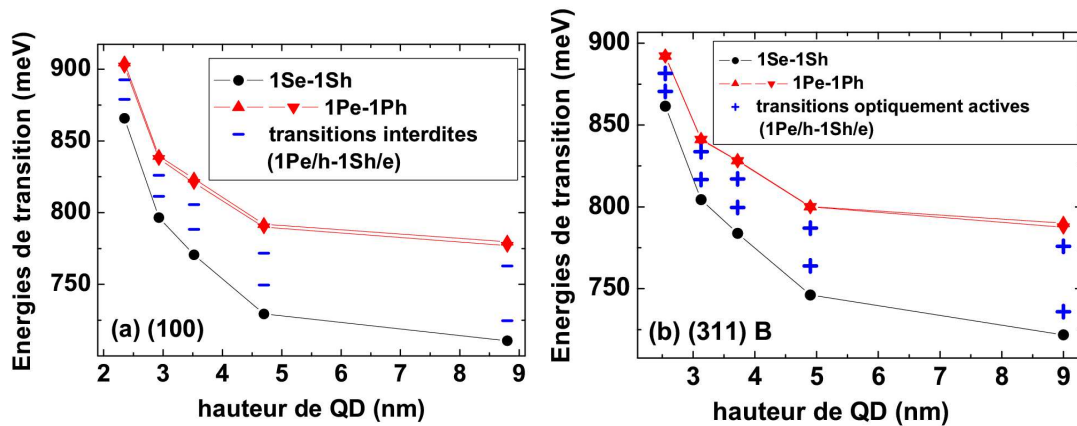 Energies de transition (meV)
900
850
800
750
1Se-1Sh
1Pe-1Ph
transitions interdites
(1Pe/h-1Sh/e)
(a) (100)
2 3 4 5 6 7 8 9
hauteur de QD (nm)
Energies de transition (meV)
900
850
800
750
1Se-1Sh
1Pe-1Ph
transitions optiquement actives
(1Pe/h-1Sh/e)
(b) (311) B
3 4 5 6 7 8 9
hauteur de QD (nm)